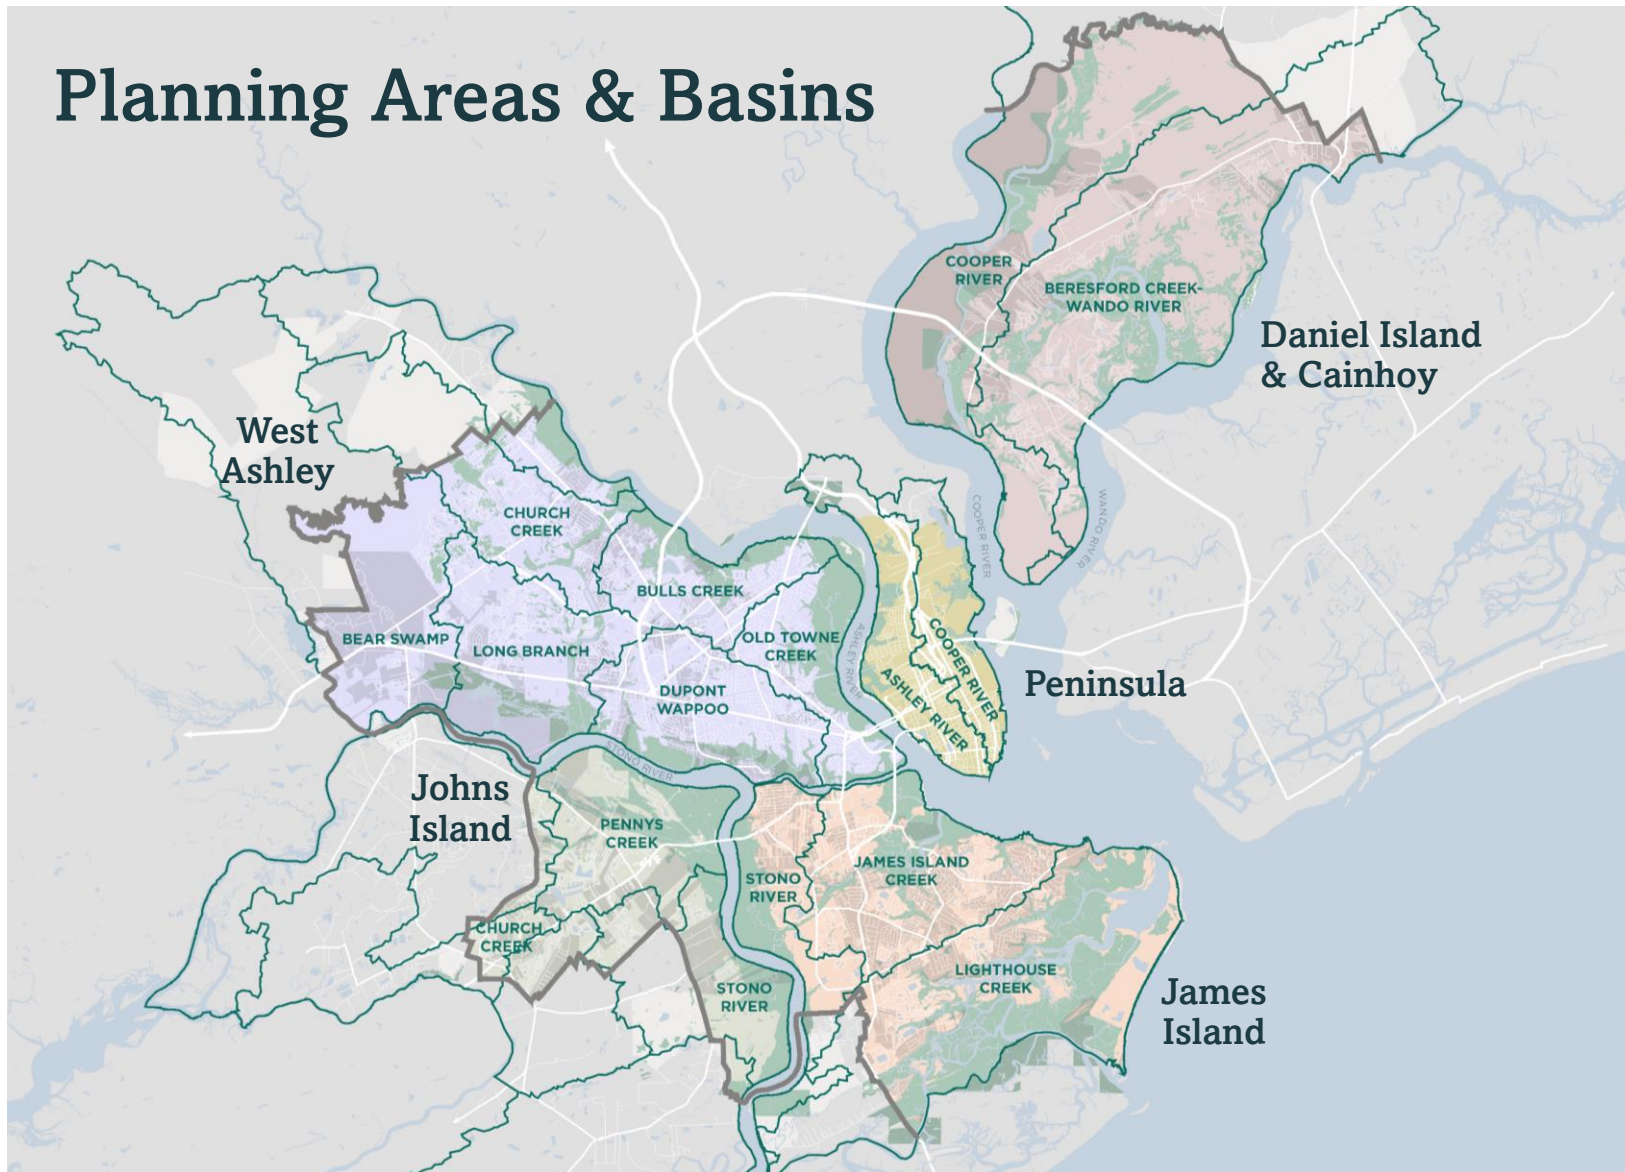 Planning Areas & Basins
COOPER
RIVER
BERESFORD CREEK-
WANDO RIVER
Daniel Island
& Cainhoy
West
Ashley
CHURCH
CREEK
BULLS CREEK
BEAR SWAMP
LONG BRANCH
OLD TOWNE
CREEK
DUPONT
WAPPOO
ASHLEY RIVER
COOPER RIVER
WANDO RIVER
COOPER RIVER
ASHLEY RIVER
Peninsula
STONO RIVER
Johns
Island
PENNYS
CREEK
STONO
RIVER
JAMES ISLAND
CREEK
CHURCH
CREEK
STONO
RIVER
LIGHTHOUSE
CREEK
James
Island